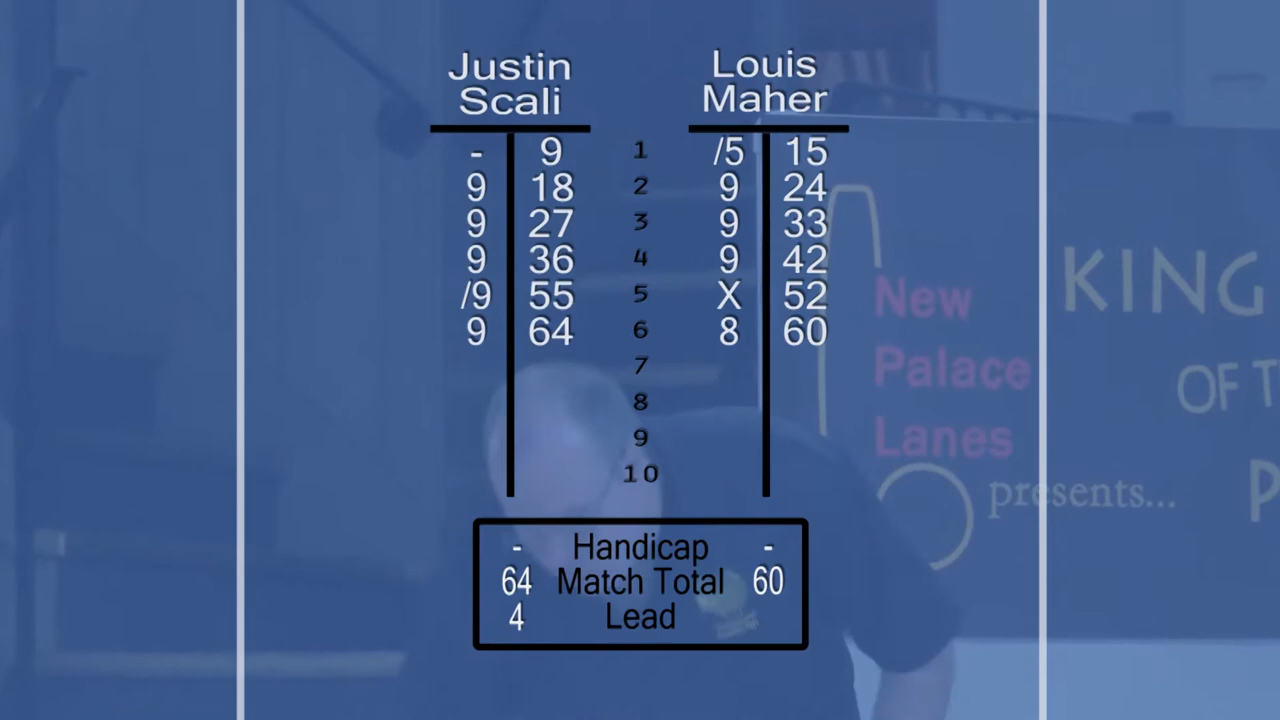 Justin Scali
Louis Maher
- 9 1 /5 15
9 18 2 9 24
9 27 3 9 33
9 36 4 9 42
/9 55 5 X 52
9 64 6 8 60
7
8
9
10
- Handicap -
64 Match Total 60
4 Lead
New
Palace
Lanes
presents...
KING
OF T
P